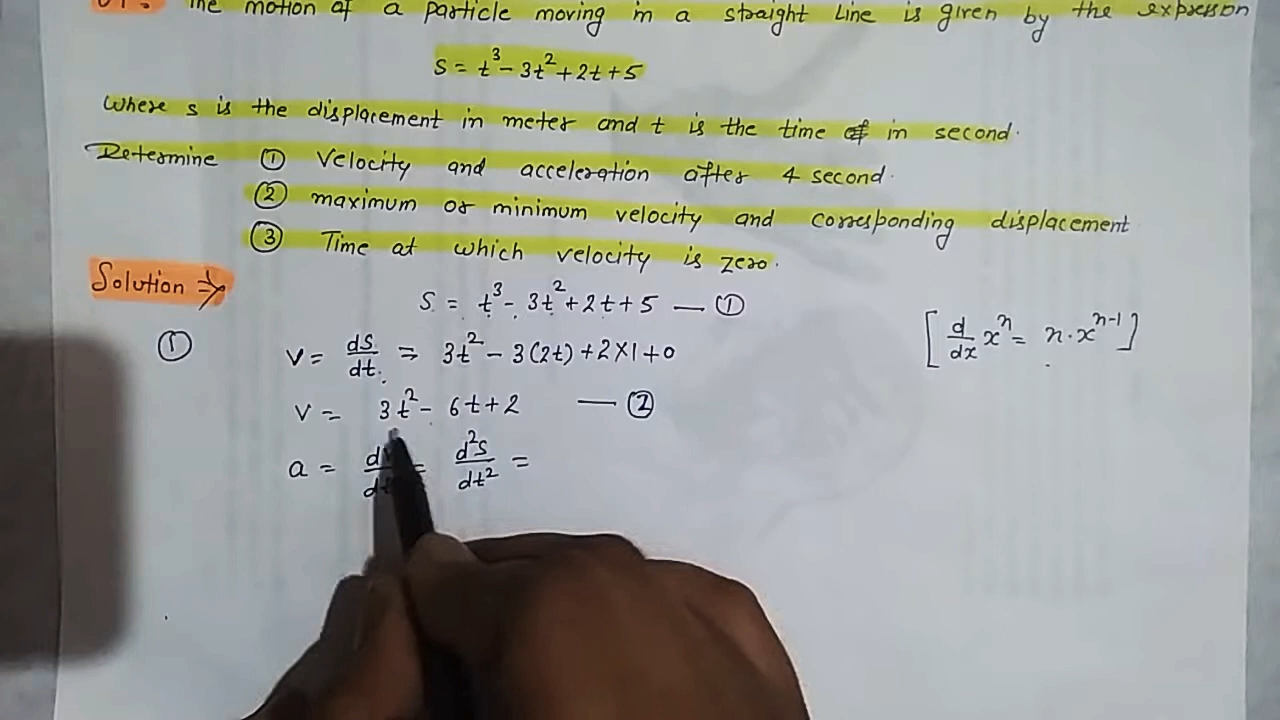 The motion of a particle moving in a straight line is given by the expresson
S = t³ - 3t² + 2t + 5
Where s is the displacement in meter and t is the time of in second.
Determine ① Velocity and acceleration after 4 second.
② maximum or minimum velocity and corresponding displacement
③ Time at which velocity is zero.
Solution ⇒
S = t³ - 3t² + 2t + 5 — ①
① V = ds/dt ⇒ 3t² - 3(2t) + 2×1 + 0 [d/dx xⁿ = n·xⁿ⁻¹]
V = 3t² - 6t + 2 — ②
a = dv/dt = d²s/dt² =